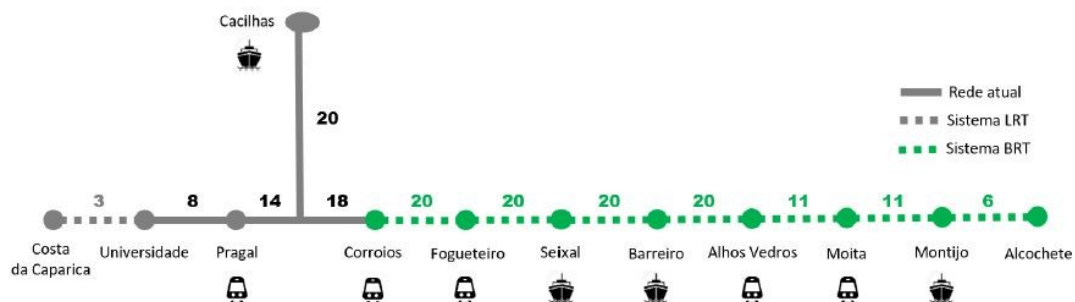 Cacilhas
20
Rede atual
Sistema LRT
Sistema BRT
3 8 14 18 20 20 20 20 11 11 6
Costa
da Caparica
Universidade
Pragal
Corroios
Fogueteiro
Seixal
Barreiro
Alhos Vedros
Moita
Montijo
Alcochete